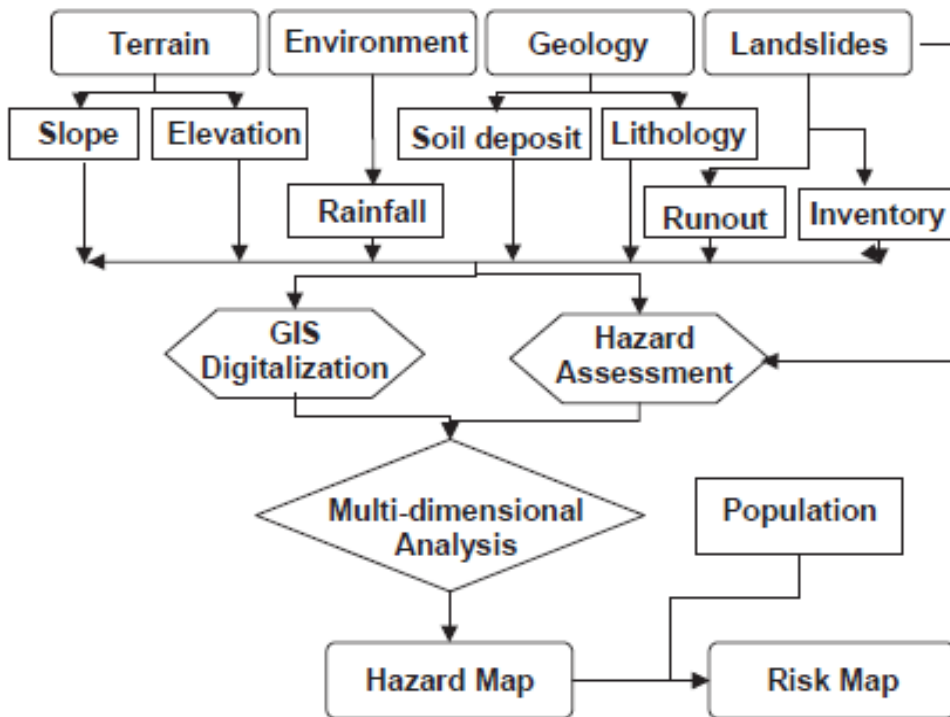 Terrain
Environment
Geology
Landslides
Slope
Elevation
Soil deposit
Lithology
Rainfall
Runout
Inventory
GIS
Digitalization
Hazard
Assessment
Multi-dimensional
Analysis
Population
Hazard Map
Risk Map